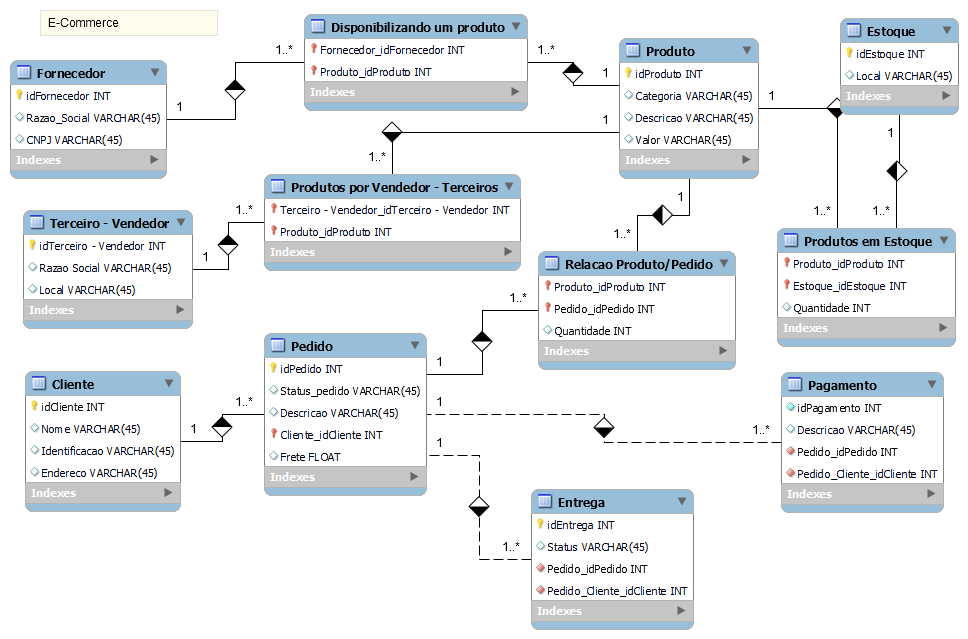 E-Commerce
Fornecedor
idFornecedor INT
Razao_Social VARCHAR(45)
CNPJ VARCHAR(45)
Indexes
1
1..*
Disponibilizando um produto
Fornecedor_idFornecedor INT
Produto_idProduto INT
Indexes
1..*
1
Produto
idProduto INT
Categoria VARCHAR(45)
Descricao VARCHAR(45)
Valor VARCHAR(45)
Indexes
1
1
1
1..*
Estoque
idEstoque INT
Local VARCHAR(45)
Indexes
1
1..*
1..*
Produtos por Vendedor - Terceiros
Terceiro - Vendedor_idTerceiro - Vendedor INT
Produto_idProduto INT
Indexes
1..*
Terceiro - Vendedor
idTerceiro - Vendedor INT
Razao Social VARCHAR(45)
Local VARCHAR(45)
Indexes
1
1..*
Relacao Produto/Pedido
Produto_idProduto INT
Pedido_idPedido INT
Quantidade INT
Indexes
1..*
Produtos em Estoque
Produto_idProduto INT
Estoque_idEstoque INT
Quantidade INT
Indexes
Pedido
idPedido INT
Status_pedido VARCHAR(45)
Descricao VARCHAR(45)
Cliente_idCliente INT
Frete FLOAT
Indexes
1
1
1
Cliente
idCliente INT
Nome VARCHAR(45)
Identificacao VARCHAR(45)
Endereco VARCHAR(45)
Indexes
1
1..*
Pagamento
idPagamento INT
Descricao VARCHAR(45)
Pedido_idPedido INT
Pedido_Cliente_idCliente INT
Indexes
1..*
Entrega
idEntrega INT
Status VARCHAR(45)
Pedido_idPedido INT
Pedido_Cliente_idCliente INT
Indexes
1..*